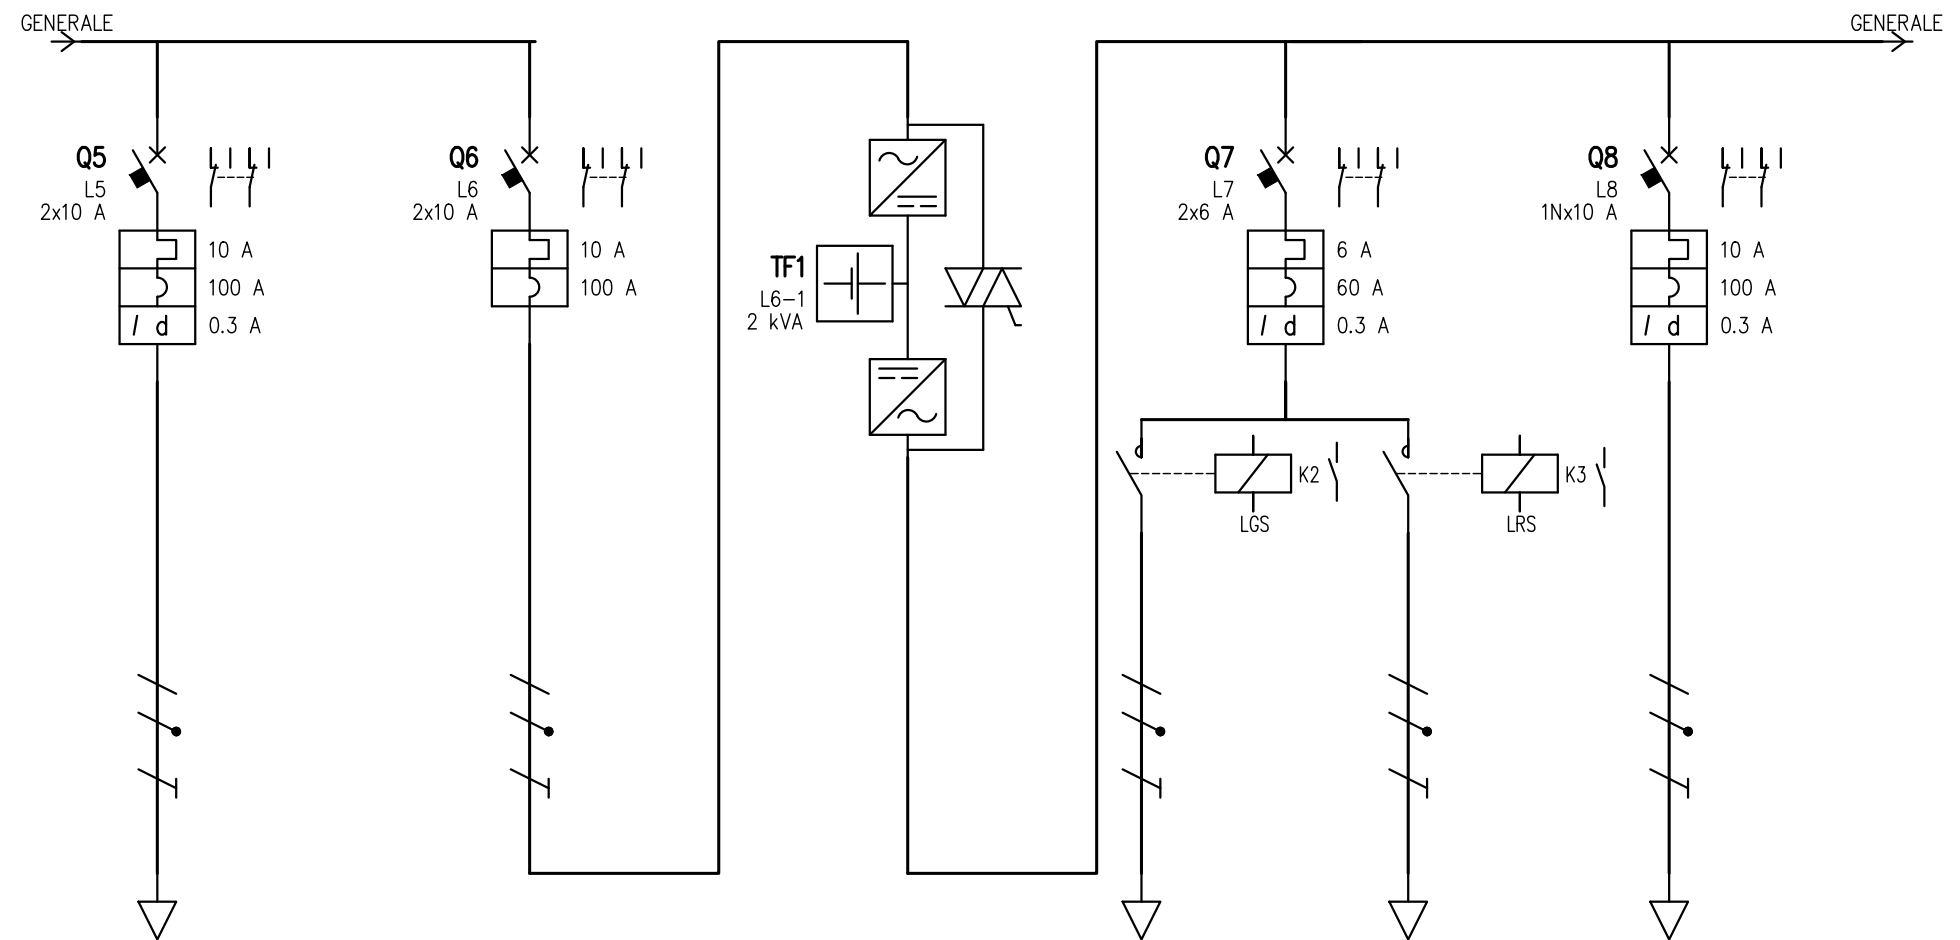 GENERALE
GENERALE
Q5
L5
2x10 A
10 A
100 A
I d
0.3 A
Q6
L6
2x10 A
10 A
100 A
TF1
L6-1
2 kVA
Q7
L7
2x6 A
6 A
60 A
I d
0.3 A
K2
LGS
K3
LRS
Q8
L8
1Nx10 A
10 A
100 A
I d
0.3 A